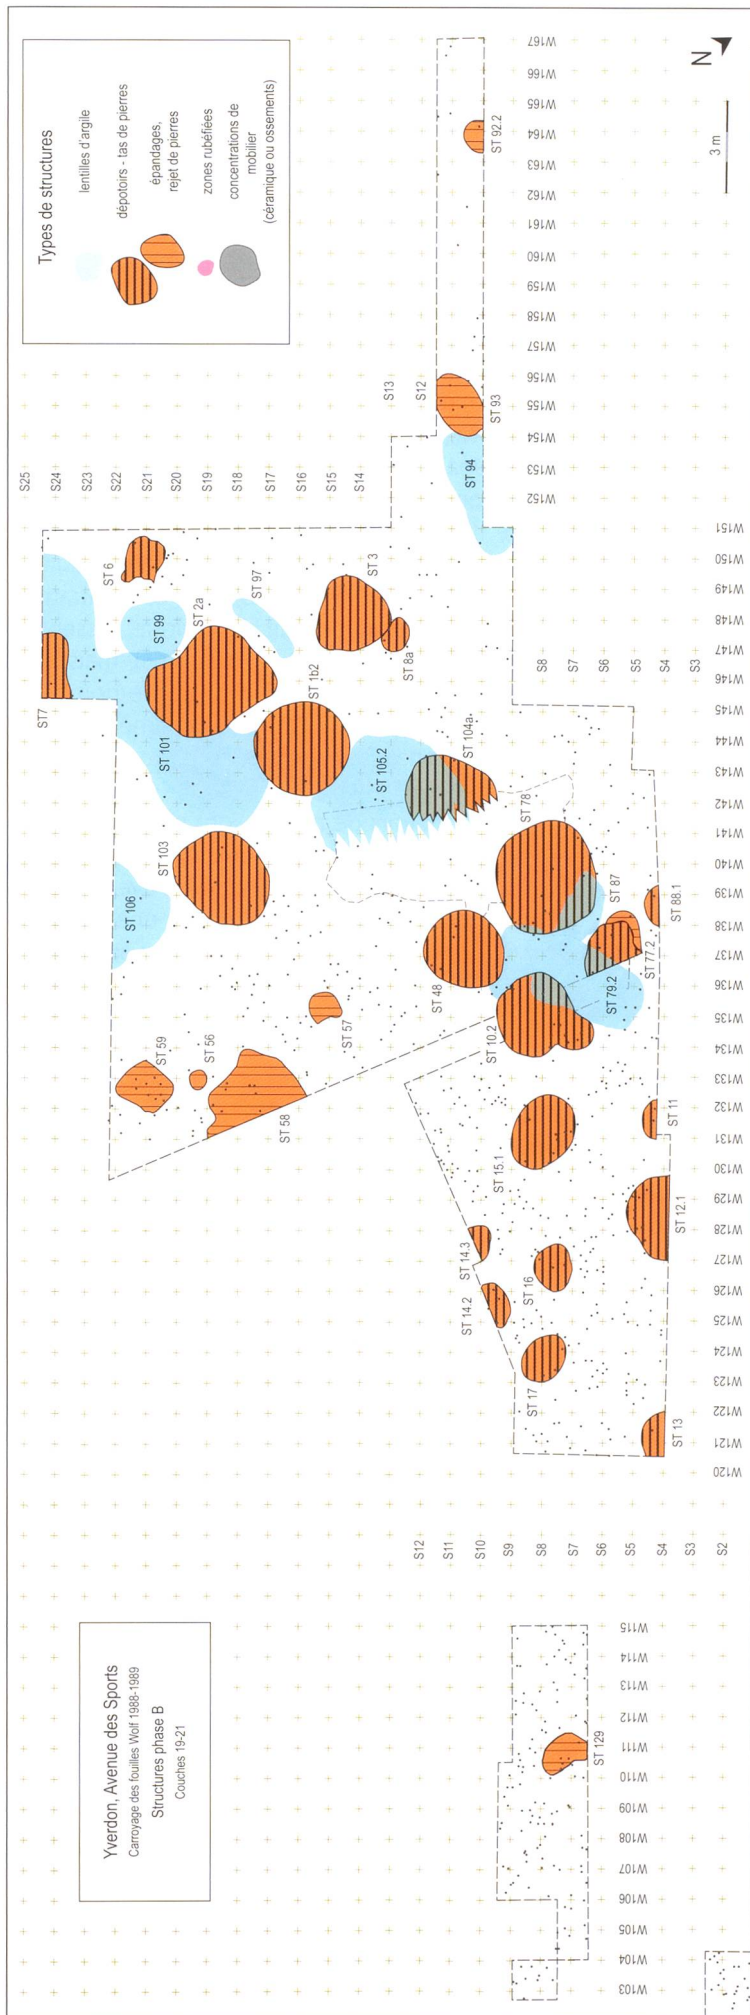 Yverdon, Avenue des Sports
Carroyage des fouilles Wolf 1988-1989
Structures phase B
Couches 19-21
Types de structures
lentilles d'argile
dépotoirs - tas de pierres
épandages,
rejet de pierres
zones rubéfiées
concentrations de
mobilier
(céramique ou ossements)
N
3 m
S25
S24
S23
S22
S21
S20
S19
S18
S17
S16
S15
S14
S13
S12
S12
S11
S10
S9
S8
S7
S6
S5
S4
S3
S2
S8
S7
S6
S5
S4
S3
W103
W104
W105
W106
W107
W108
W109
W110
W111
W112
W113
W114
W115
W120
W121
W122
W123
W124
W125
W126
W127
W128
W129
W130
W131
W132
W133
W134
W135
W136
W137
W138
W139
W140
W141
W142
W143
W144
W145
W146
W147
W148
W149
W150
W151
W152
W153
W154
W155
W156
W157
W158
W159
W160
W161
W162
W163
W164
W165
W166
W167
ST 129
ST 13
ST 17
ST 16
ST 14.2
ST 14.3
ST 12.1
ST 11
ST 15.1
ST 10.2
ST 79.2
ST 77.2
ST 87
ST 88.1
ST 78
ST 48
ST 58
ST 56
ST 59
ST 57
ST 106
ST 103
ST 105.2
ST 104a
ST 101
ST 1b2
ST 2a
ST 99
ST 97
ST 6
ST7
ST 3
ST 8a
ST 94
ST 93
ST 92.2